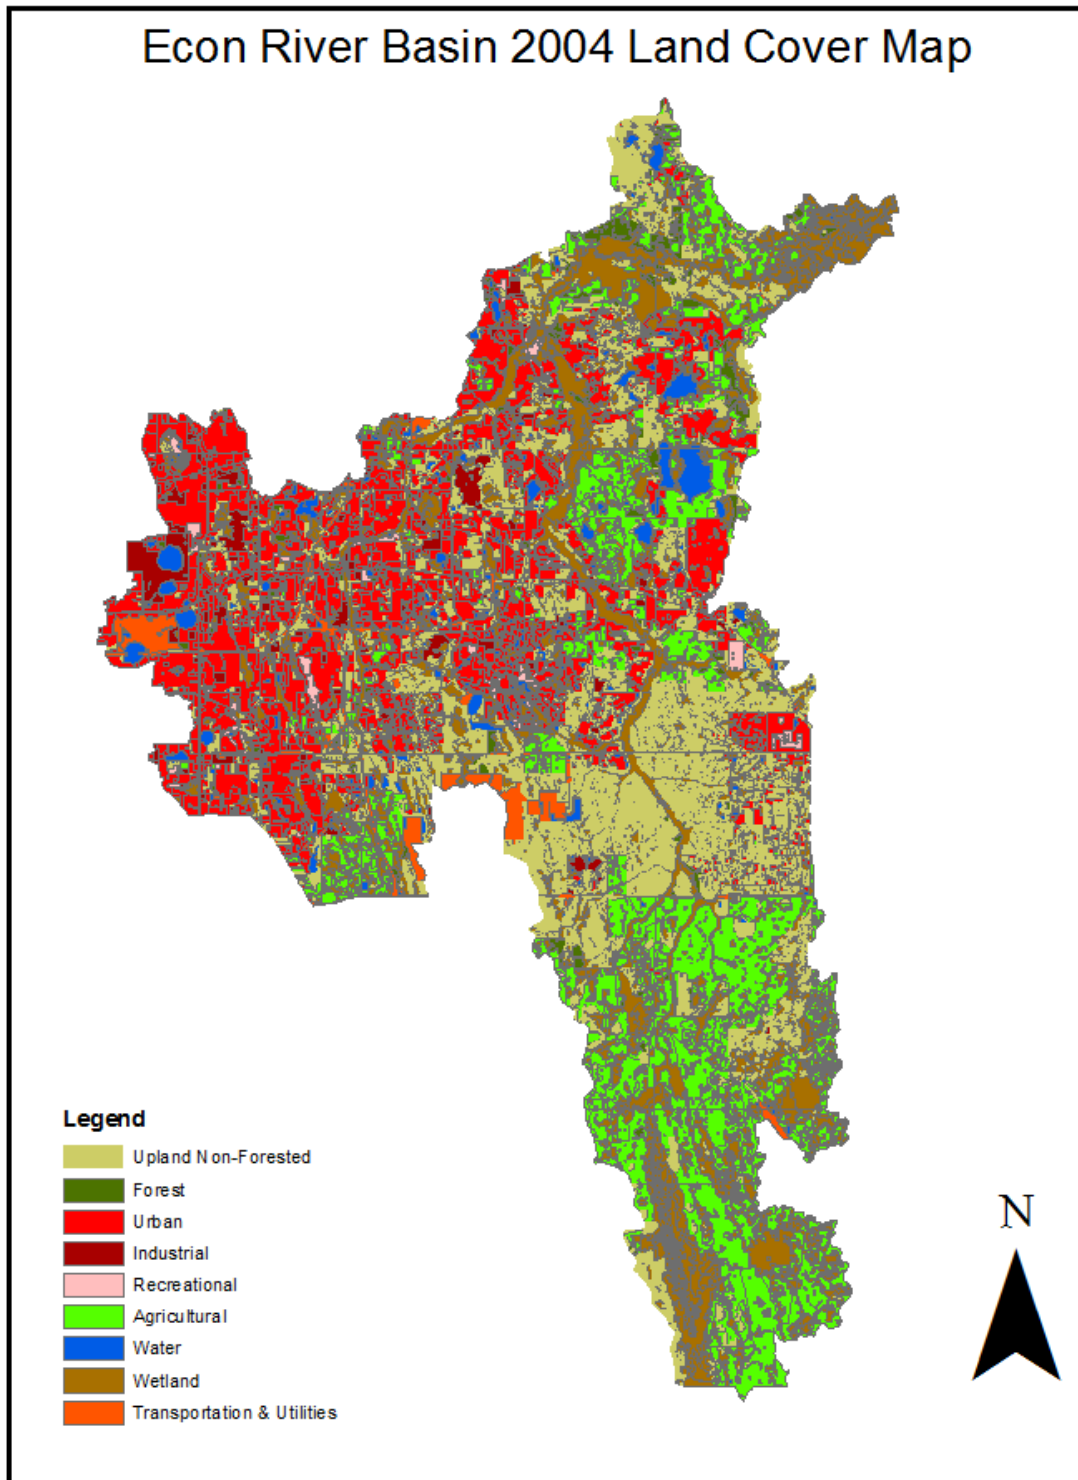 Econ River Basin 2004 Land Cover Map
Legend
Upland Non-Forested
Forest
Urban
Industrial
Recreational
Agricultural
Water
Wetland
Transportation & Utilities
N